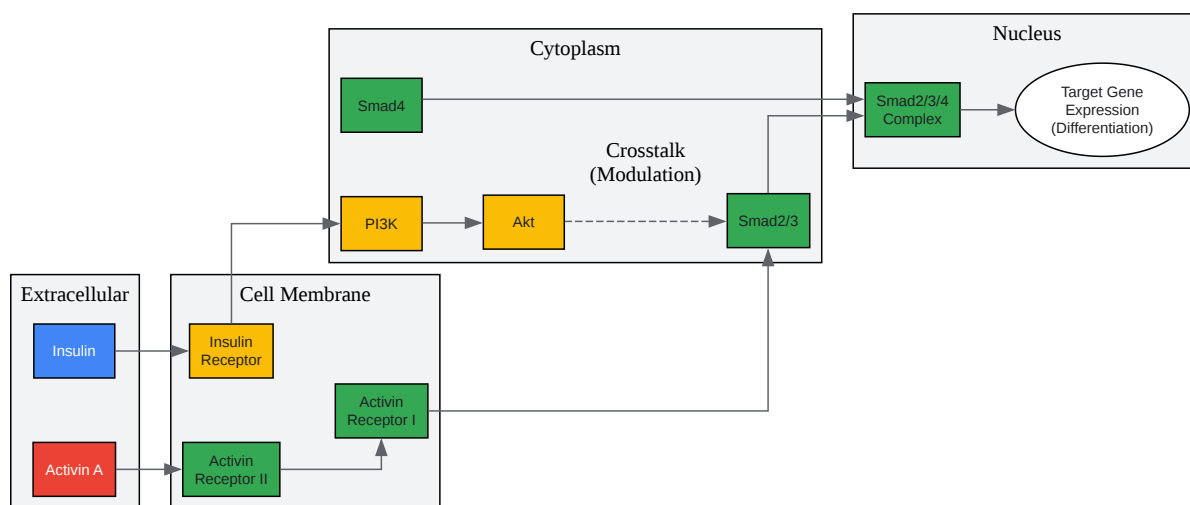 Nucleus
Cytoplasm
Smad4
Smad2/3/4
Complex
Target Gene
Expression
(Differentiation)
Crosstalk
(Modulation)
PI3K
Akt
Smad2/3
Extracellular
Cell Membrane
Insulin
Insulin
Receptor
Activin
Receptor I
Activin A
Activin
Receptor II